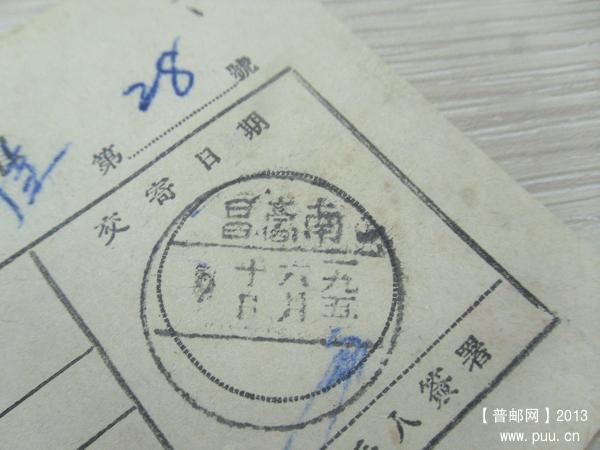 第 28 號
交寄日期
南 昌
九五
六月
十日
人簽署
【普邮网】2013
www.puu.cn